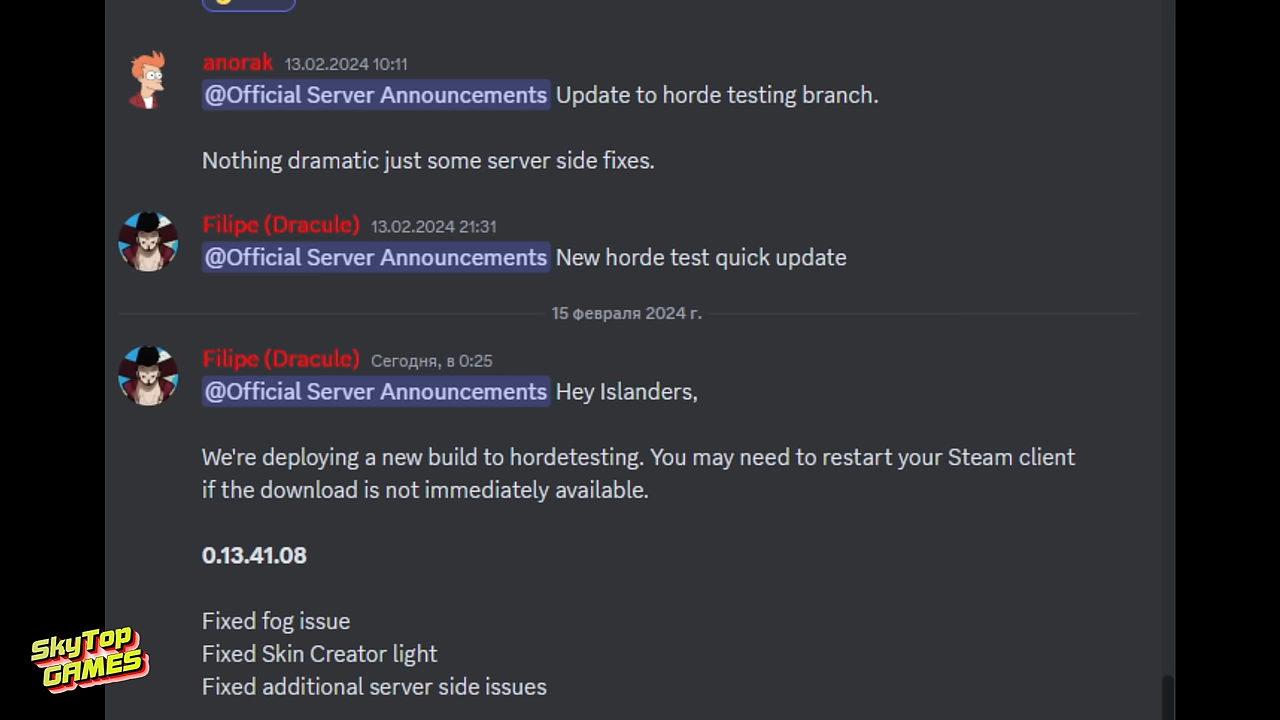 anorak 13.02.2024 10:11
@Official Server Announcements Update to horde testing branch.
Nothing dramatic just some server side fixes.
Filipe (Dracule) 13.02.2024 21:31
@Official Server Announcements New horde test quick update
15 февраля 2024 г.
Filipe (Dracule) Сегодня, в 0:25
@Official Server Announcements Hey Islanders,
We're deploying a new build to hordetesting. You may need to restart your Steam client
if the download is not immediately available.
0.13.41.08
Fixed fog issue
Fixed Skin Creator light
Fixed additional server side issues
SkyTop
GAMES